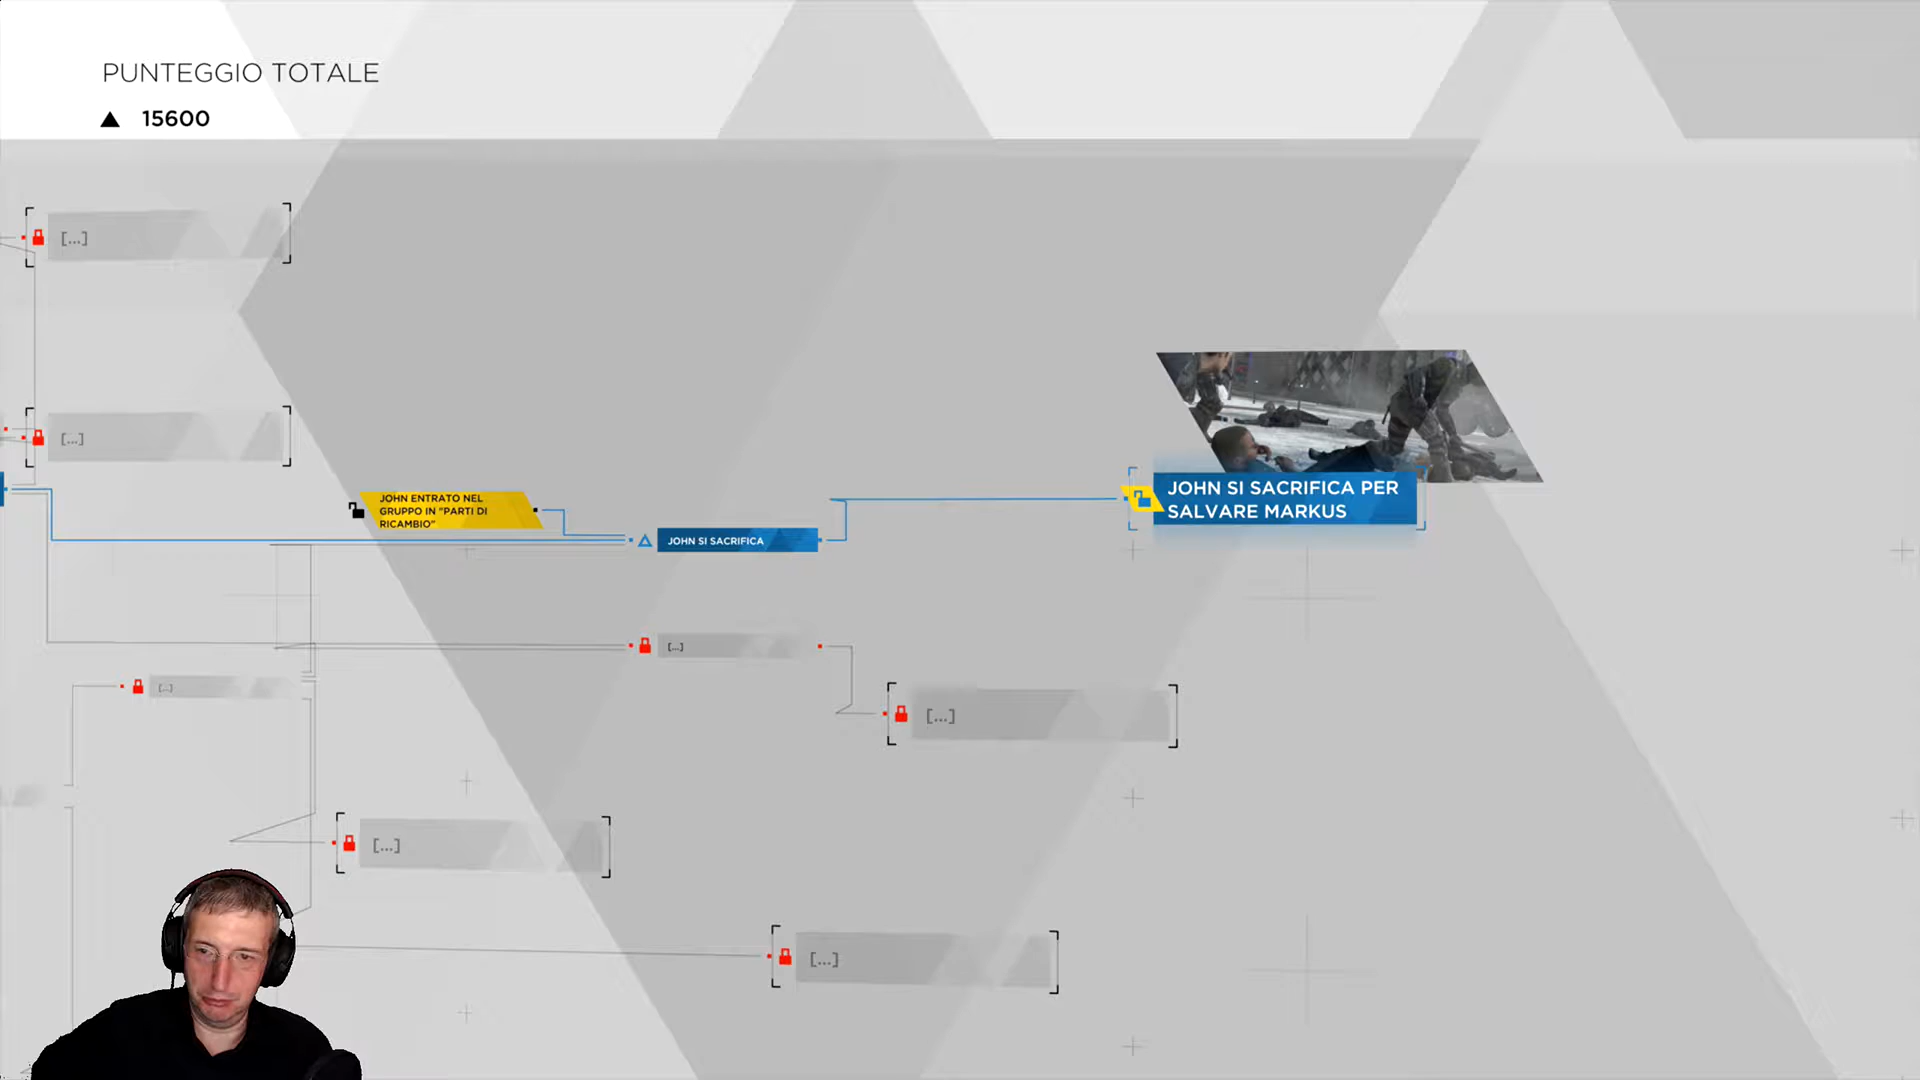 PUNTEGGIO TOTALE
15600
[...]
[...]
JOHN ENTRATO NEL
GRUPPO IN "PARTI DI
RICAMBIO"
JOHN SI SACRIFICA PER
SALVARE MARKUS
JOHN SI SACRIFICA
[...]
[...]
[...]
[...]
[...]